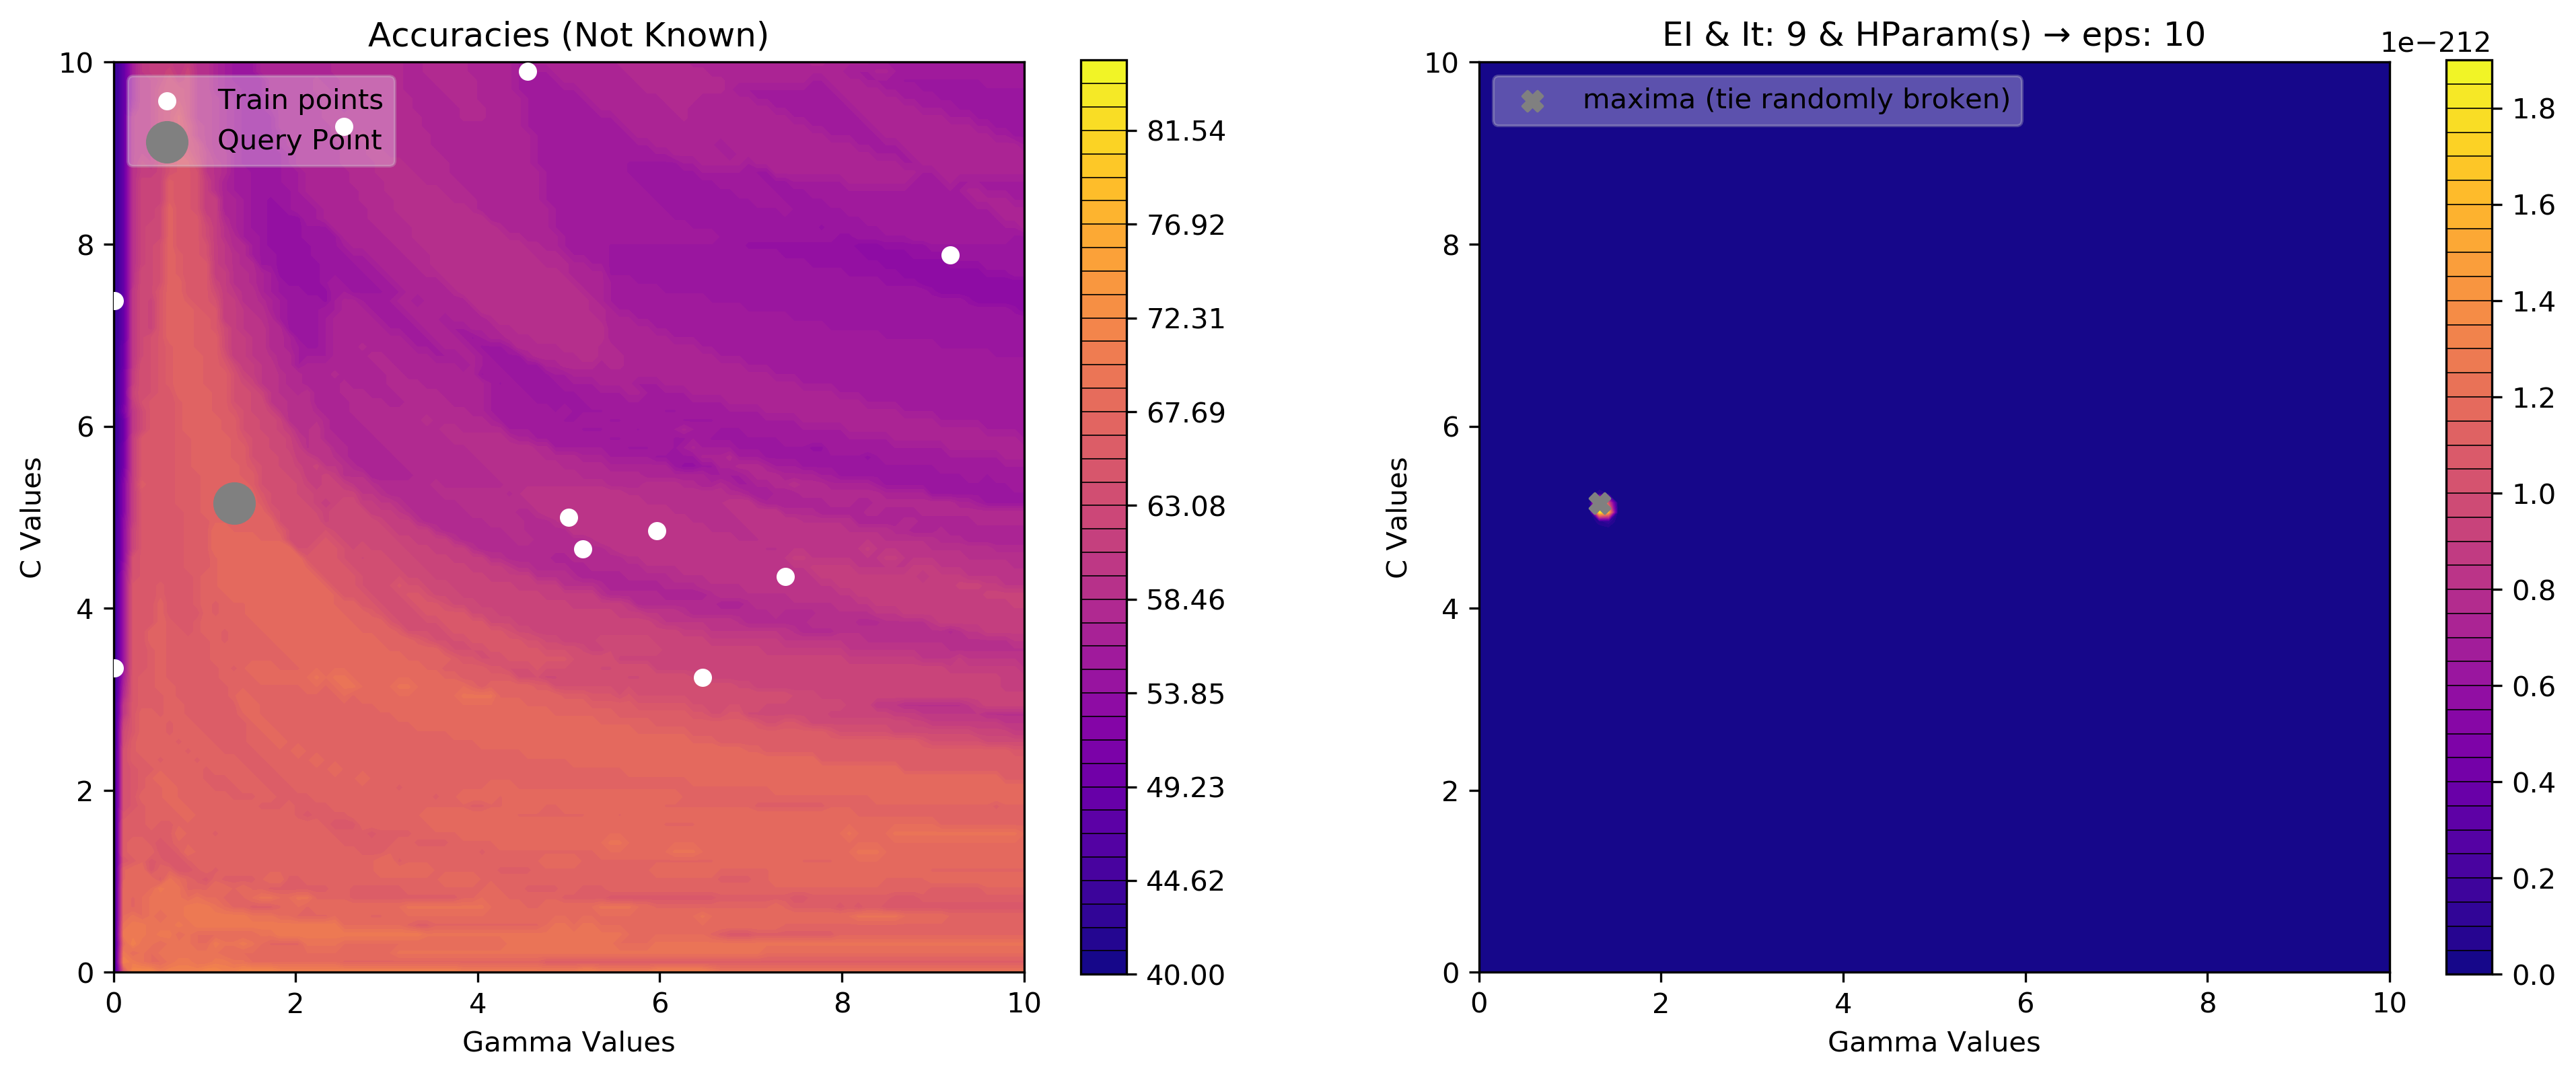 Accuracies (Not Known)
Train points
Query Point
10
8
6
4
2
0
C Values
0 2 4 6 8 10
Gamma Values
81.54
76.92
72.31
67.69
63.08
58.46
53.85
49.23
44.62
40.00
EI & It: 9 & HParam(s) → eps: 10
maxima (tie randomly broken)
10
8
6
4
2
0
C Values
0 2 4 6 8 10
Gamma Values
1e−212
1.8
1.6
1.4
1.2
1.0
0.8
0.6
0.4
0.2
0.0